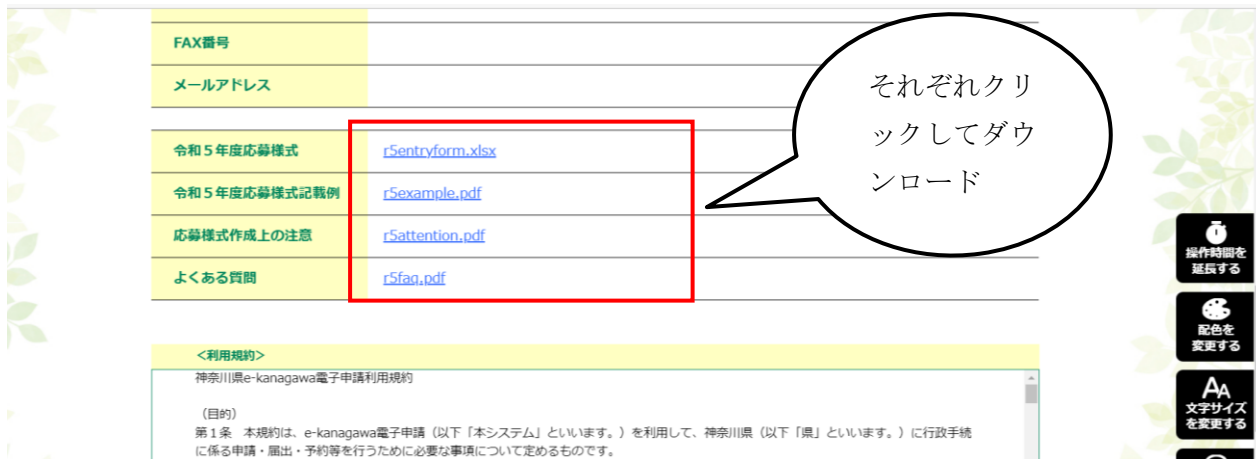 FAX番号
メールアドレス
それぞれクリ
ックしてダウ
ンロード
令和５年度応募様式 r5entryform.xlsx
令和５年度応募様式記載例 r5example.pdf
応募様式作成上の注意 r5attention.pdf
よくある質問 r5faq.pdf
操作時間を
延長する
配色を
変更する
文字サイズ
を変更する
＜利用規約＞
神奈川県e-kanagawa電子申請利用規約
（目的）
第１条　本規約は、e-kanagawa電子申請（以下「本システム」といいます。）を利用して、神奈川県（以下「県」といいます。）に行政手続
に係る申請・届出・予約等を行うために必要な事項について定めるものです。